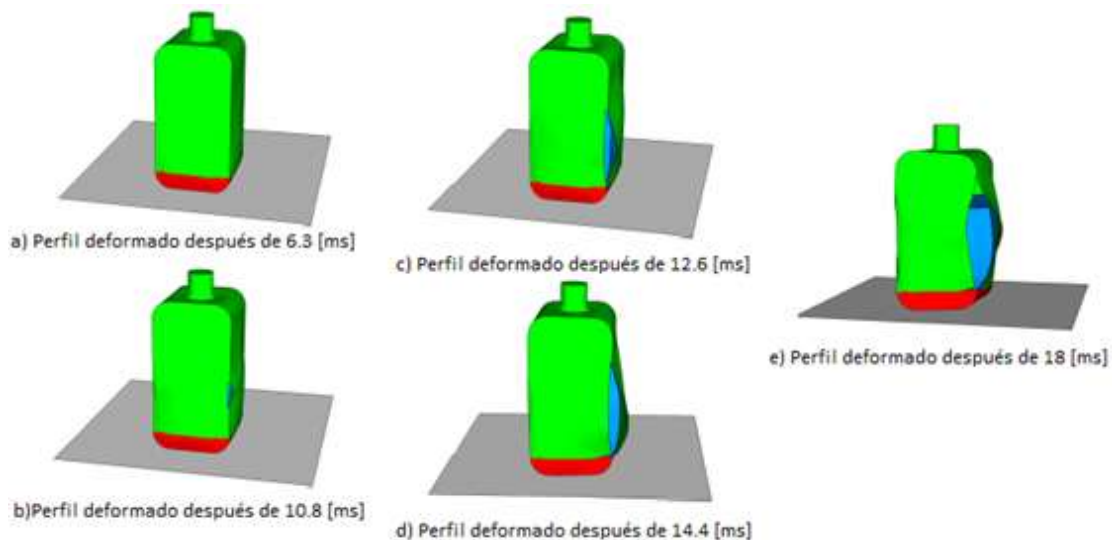 a) Perfil deformado después de 6.3 [ms]
b)Perfil deformado después de 10.8 [ms]
c) Perfil deformado después de 12.6 [ms]
d) Perfil deformado después de 14.4 [ms]
e) Perfil deformado después de 18 [ms]